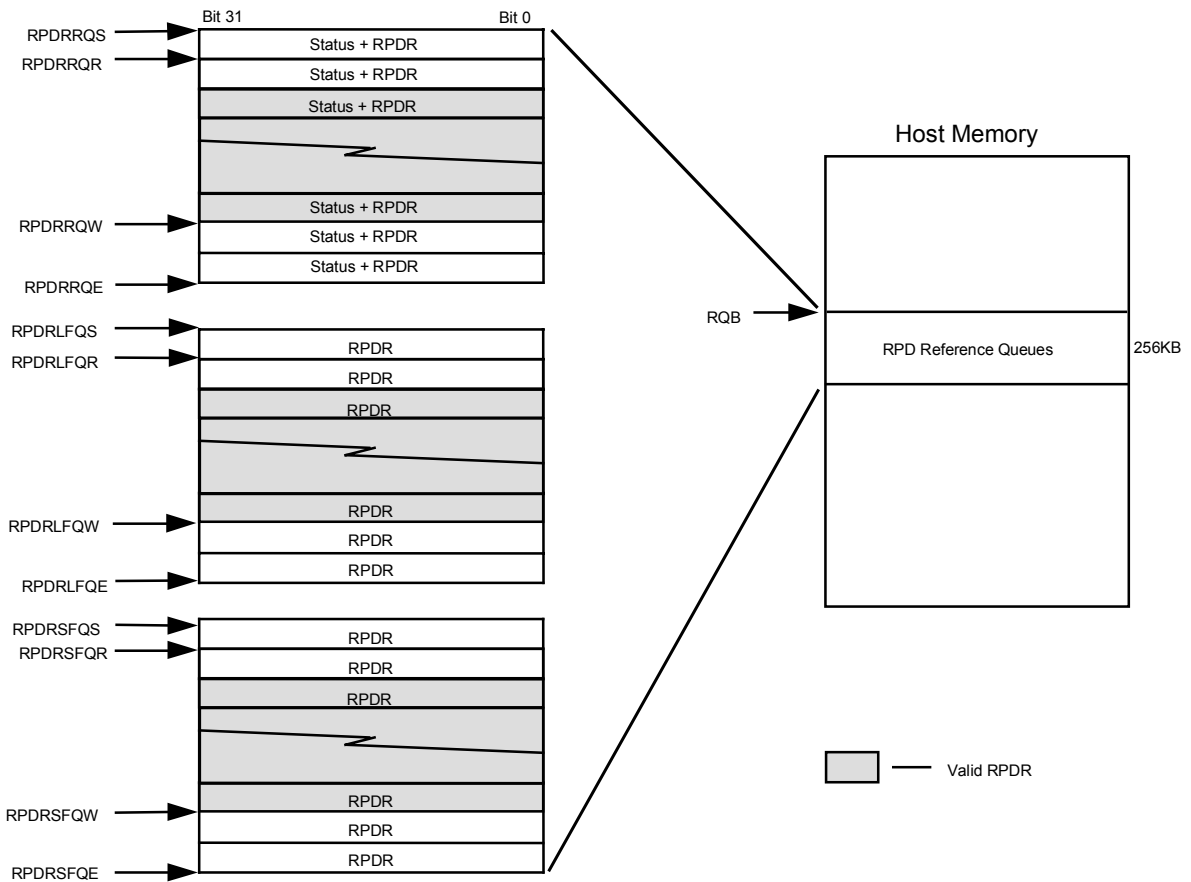 Bit 31 Bit 0
RPDRRQS
Status + RPDR
RPDRRQR
Status + RPDR
Status + RPDR
Status + RPDR
RPDRRQW
Status + RPDR
Status + RPDR
RPDRRQE
RPDRLFQS
RPDR
RPDRLFQR
RPDR
RPDR
RPDR
RPDRLFQW
RPDR
RPDR
RPDRLFQE
RPDRSFQS
RPDR
RPDRSFQR
RPDR
RPDR
RPDR
RPDRSFQW
RPDR
RPDR
RPDRSFQE
Host Memory
RQB
RPD Reference Queues
256KB
Valid RPDR